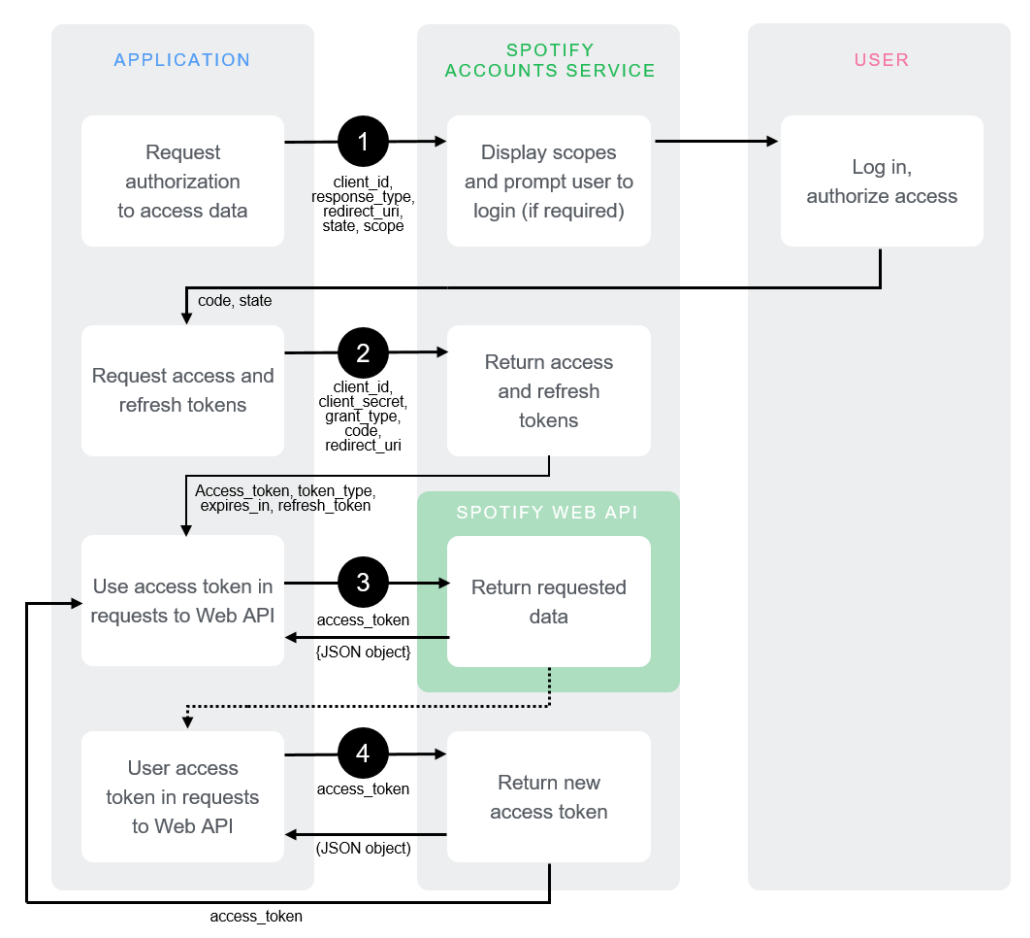 APPLICATION
SPOTIFY
ACCOUNTS SERVICE
USER
Request
authorization
to access data
1
client_id,
response_type,
redirect_uri,
state, scope
Display scopes
and prompt user to
login (if required)
Log in,
authorize access
code, state
Request access and
refresh tokens
2
client_id,
client_secret,
grant_type,
code,
redirect_uri
Return access
and refresh
tokens
Access_token, token_type,
expires_in, refresh_token
SPOTIFY WEB API
Use access token in
requests to Web API
3
access_token
{JSON object}
Return requested
data
User access
token in requests
to Web API
4
access_token
(JSON object)
Return new
access token
access_token